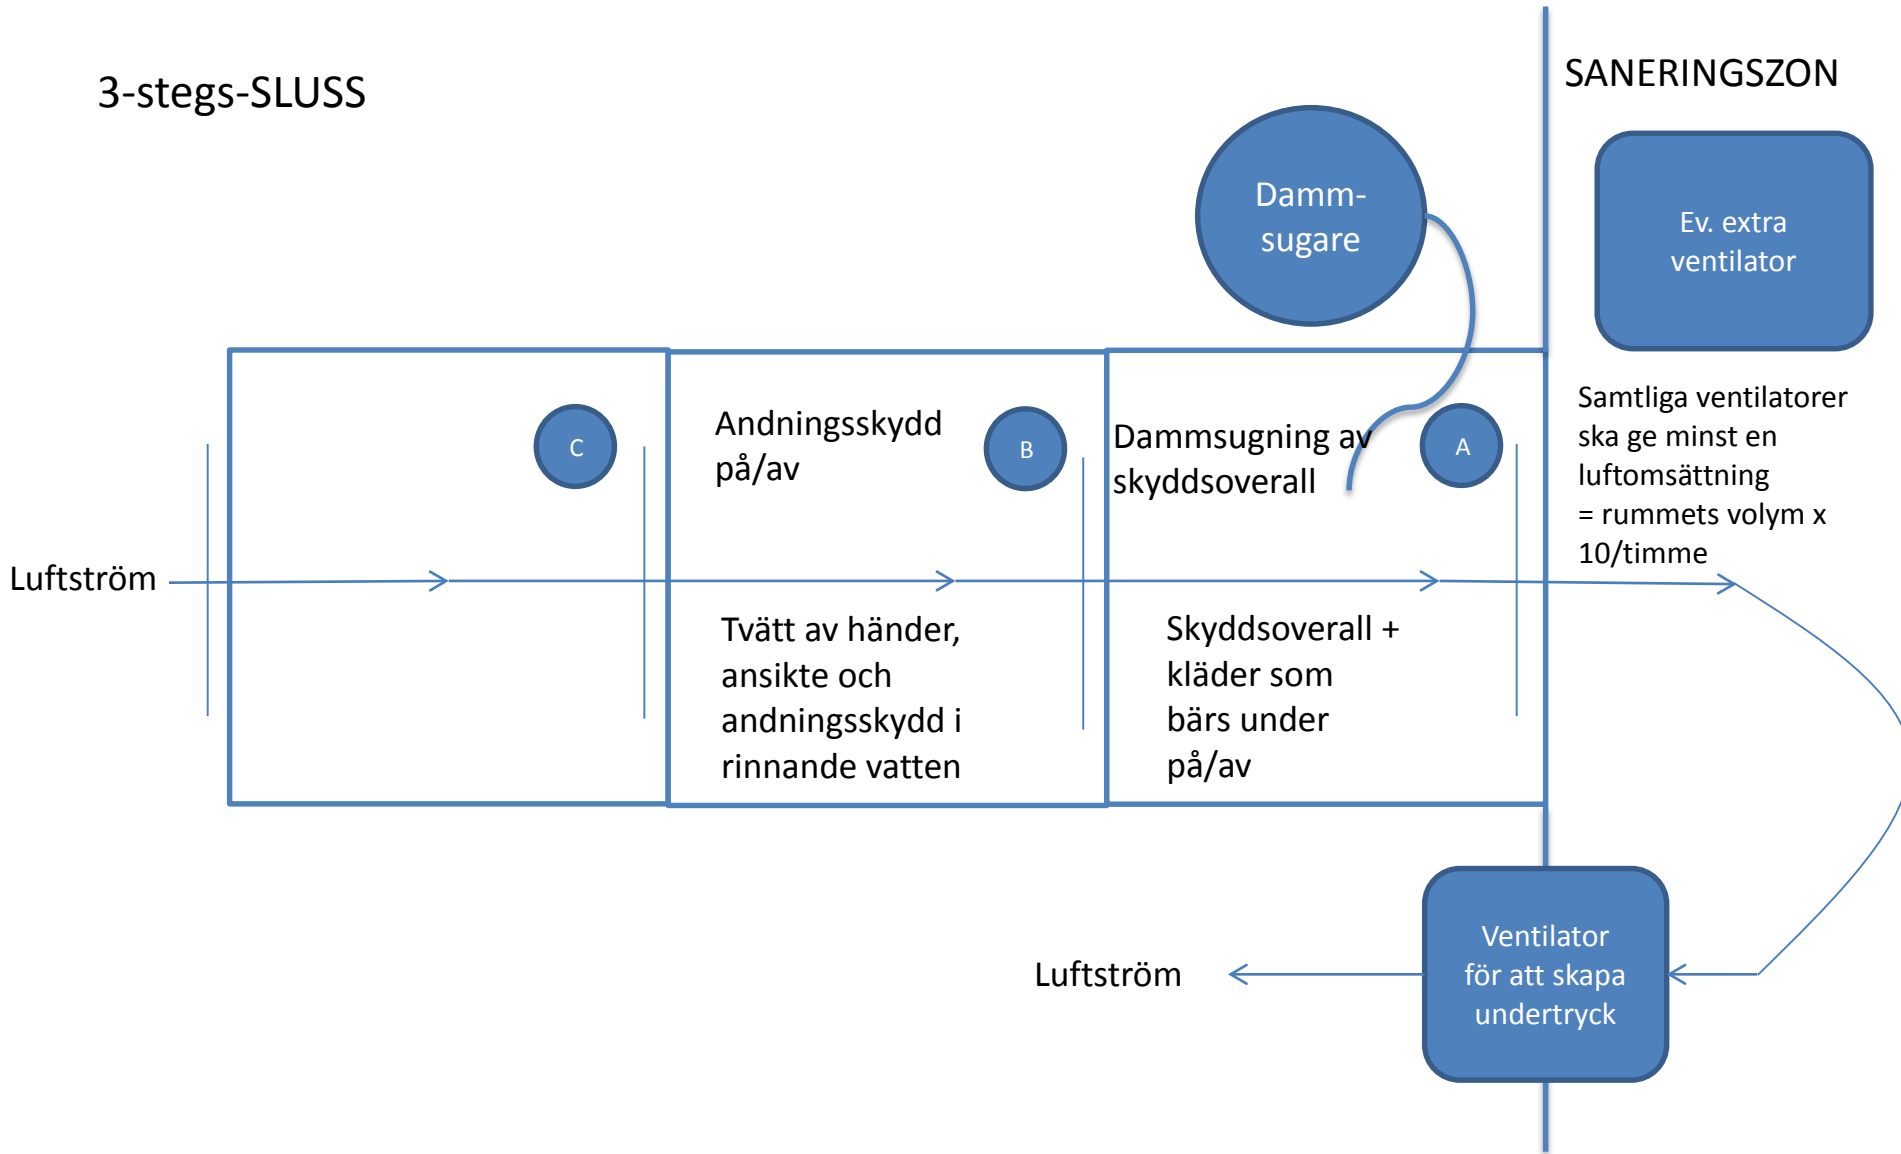 3-stegs-SLUSS
SANERINGSZON
Damm-
sugare
Ev. extra
ventilator
C
Andningsskydd
på/av
B
Dammsugning av
skyddsoverall
A
Samtliga ventilatorer
ska ge minst en
luftomsättning
= rummets volym x
10/timme
Luftström
Tvätt av händer,
ansikte och
andningsskydd i
rinnande vatten
Skyddsoverall +
kläder som
bärs under
på/av
Luftström
Ventilator
för att skapa
undertryck